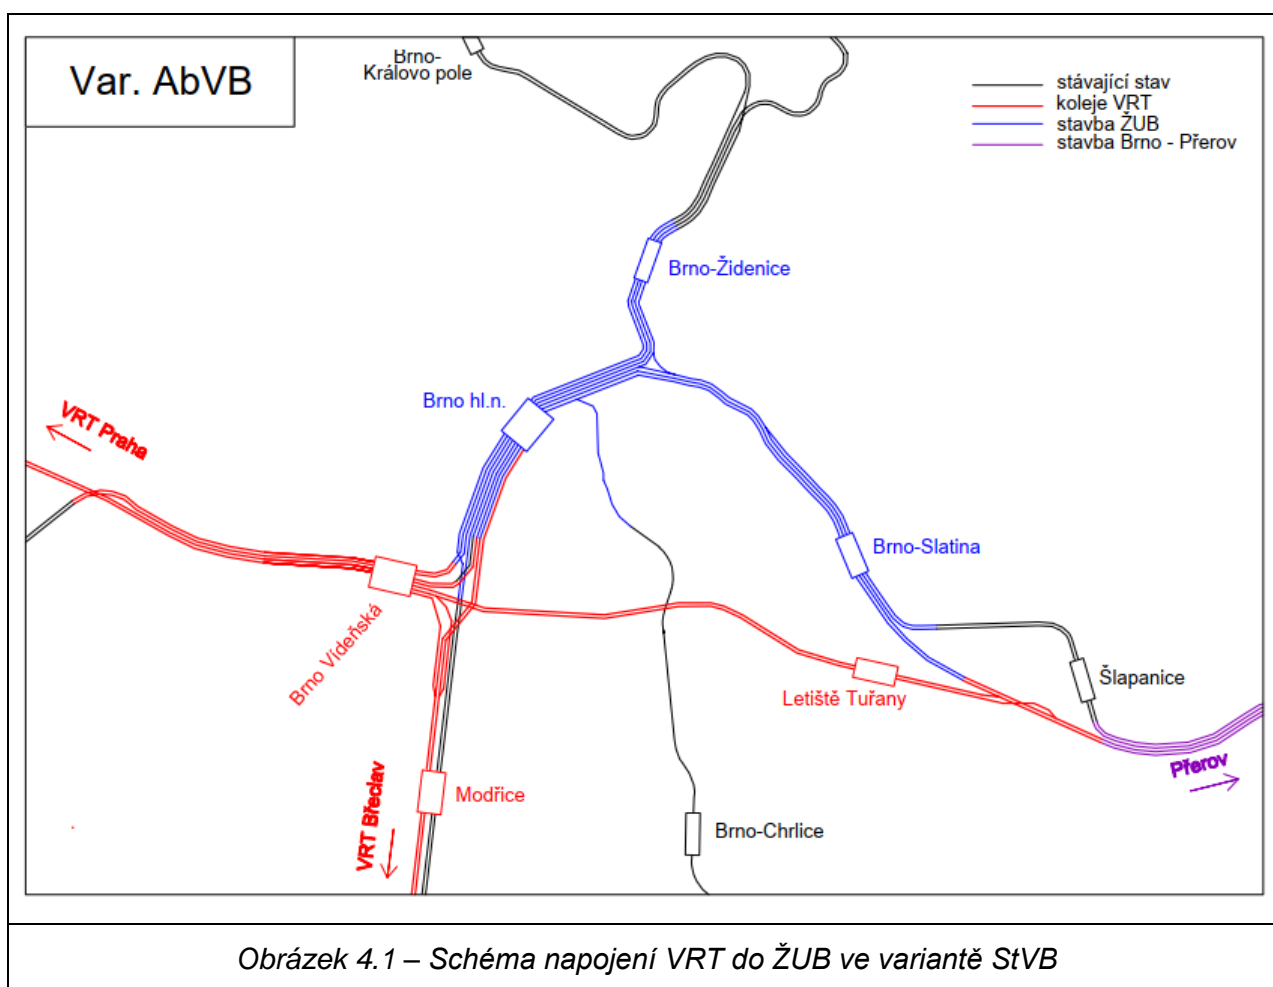 Var. AbVB
Brno-
Královo pole
stávající stav
koleje VRT
stavba ŽUB
stavba Brno - Přerov
Brno-Židenice
Brno hl.n.
VRT Praha
Brno-Slatina
Brno Vídeňská
Letiště Tuřany
Šlapanice
Přerov
Modřice
VRT Břeclav
Brno-Chrlice
Obrázek 4.1 – Schéma napojení VRT do ŽUB ve variantě StVB